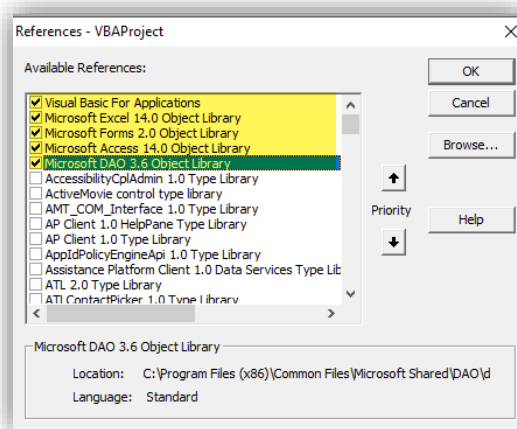 References - VBAProject
Available References:
OK
Cancel
Browse...
Priority
Help
Visual Basic For Applications
Microsoft Excel 14.0 Object Library
Microsoft Forms 2.0 Object Library
Microsoft Access 14.0 Object Library
Microsoft DAO 3.6 Object Library
AccessibilityCplAdmin 1.0 Type Library
ActiveMovie control type library
AMT_COM_Interface 1.0 Type Library
AP Client 1.0 HelpPane Type Library
AP Client 1.0 Type Library
AppIdPolicyEngineApi 1.0 Type Library
Assistance Platform Client 1.0 Data Services Type Lib
ATL 2.0 Type Library
ATLContactPicker 1.0 Type Library
Microsoft DAO 3.6 Object Library
Location: C:\Program Files (x86)\Common Files\Microsoft Shared\DAO\d
Language: Standard